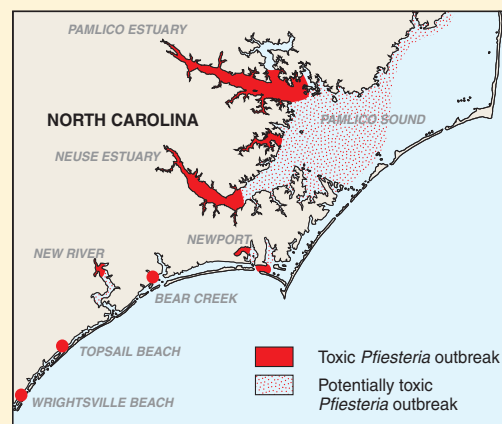 PAMLICO ESTUARY
NORTH CAROLINA
PAMLICO SOUND
NEUSE ESTUARY
NEWPORT
NEW RIVER
BEAR CREEK
TOPSAIL BEACH
WRIGHTSVILLE BEACH
Toxic Pfiesteria outbreak
Potentially toxic
Pfiesteria outbreak